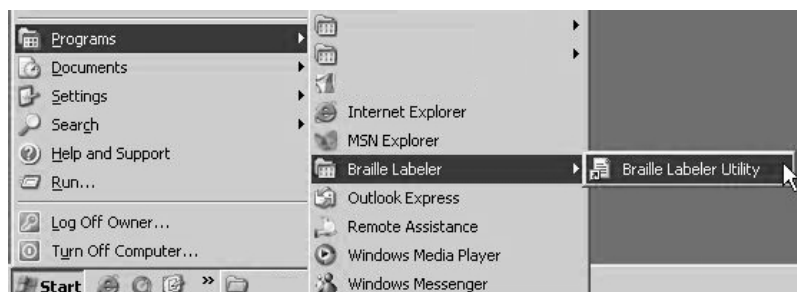 Programs
Documents
Settings
Search
Help and Support
Run...
Log Off Owner...
Turn Off Computer...
Start
»
Internet Explorer
MSN Explorer
Braille Labeler
Outlook Express
Remote Assistance
Windows Media Player
Windows Messenger
Braille Labeler Utility